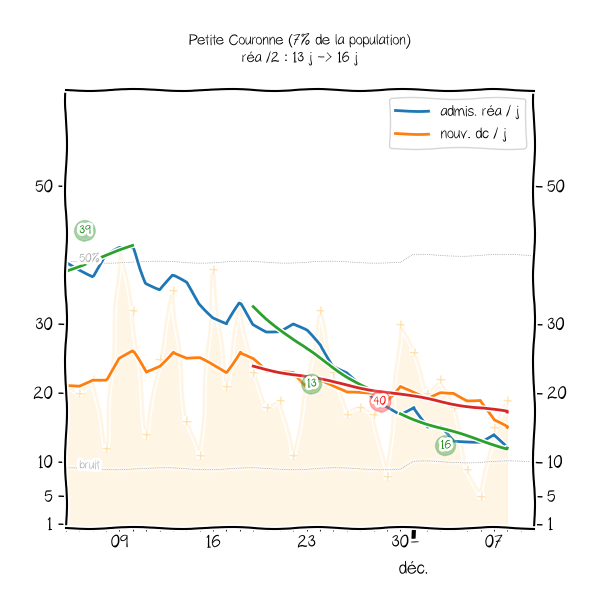 Petite Couronne (7% de la population)
réa /2 : 13 j -> 16 j
admis. réa / j
nouv. dc / j
50 50
39
50%
30 30
20 20
13
40
16
bruit
10 10
5 5
1 1
09 16 23 30 07
déc.